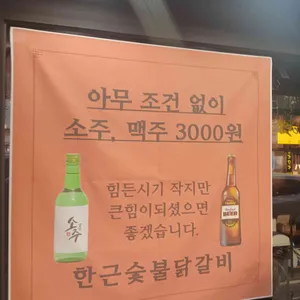 아무 조건 없이
소주, 맥주 3000원
힘든시기 작지만
큰힘이되셨으면
좋겠습니다.
소주
한근숯불닭갈비